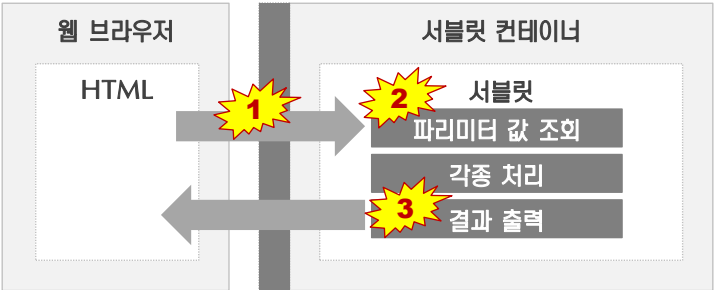 웹 브라우저
서블릿 컨테이너
HTML
서블릿
1
2
파리미터 값 조회
각종 처리
3
결과 출력